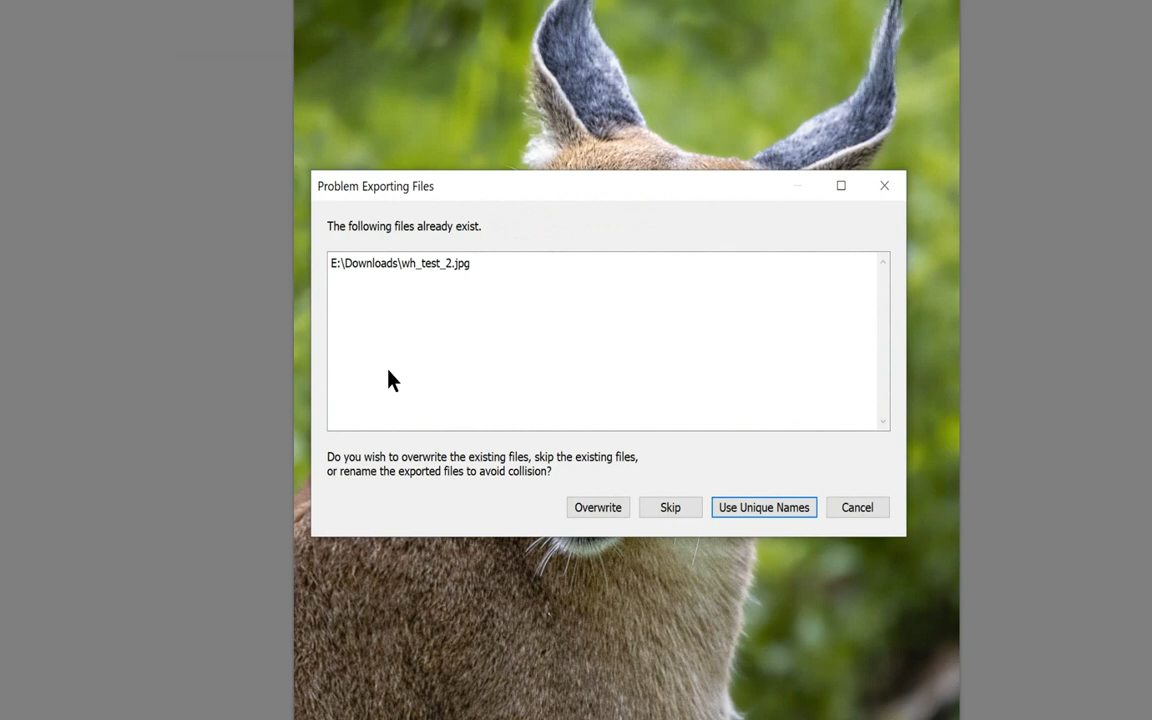 Problem Exporting Files
The following files already exist.
E:\Downloads\wh_test_2.jpg
Do you wish to overwrite the existing files, skip the existing files,
or rename the exported files to avoid collision?
Overwrite Skip Use Unique Names Cancel